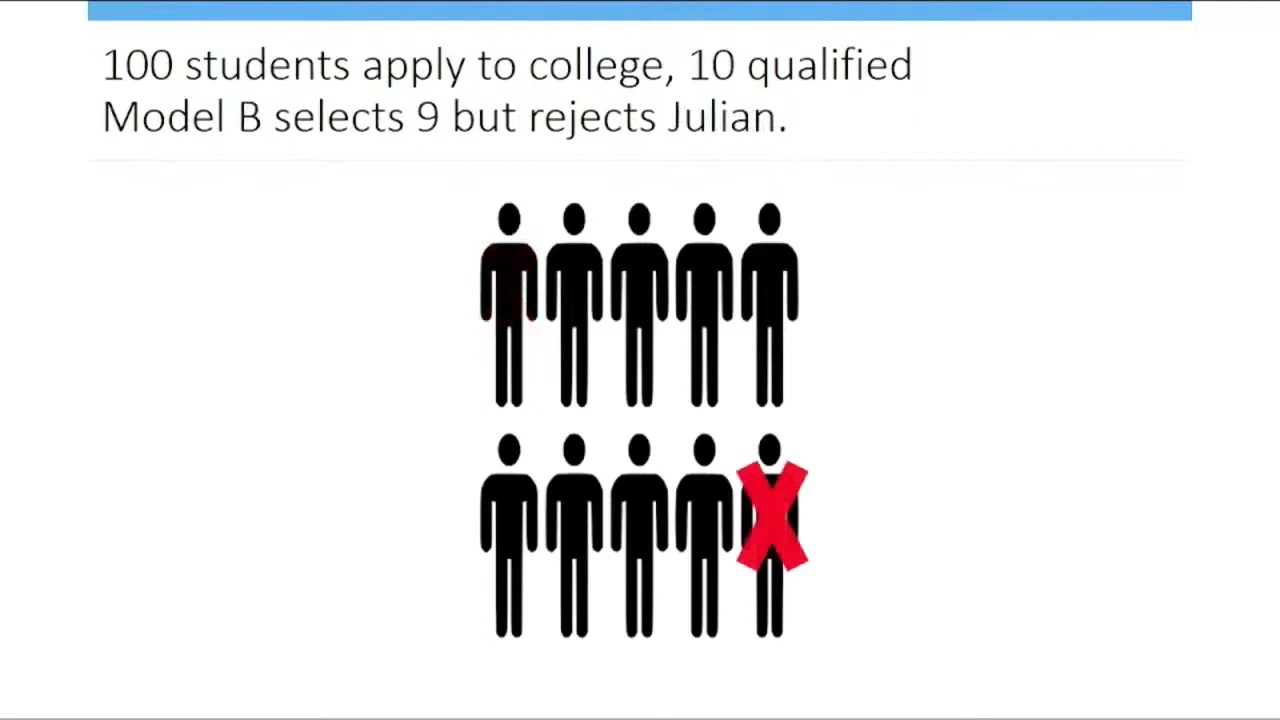 100 students apply to college, 10 qualified
Model B selects 9 but rejects Julian.